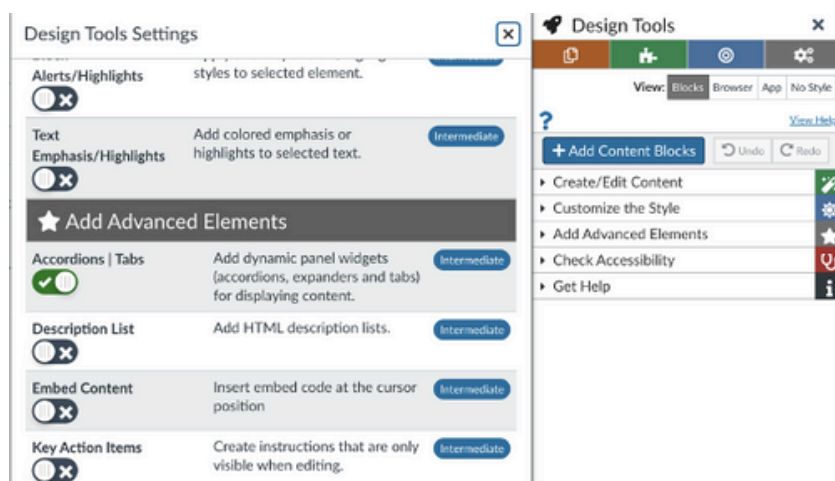 Design Tools Settings
Alerts/Highlights
styles to selected element.
Text
Emphasis/Highlights
Add colored emphasis or
highlights to selected text.
Intermediate
Add Advanced Elements
Accordions | Tabs
Add dynamic panel widgets
(accordions, expanders and tabs)
for displaying content.
Intermediate
Description List
Add HTML description lists.
Intermediate
Embed Content
Insert embed code at the cursor
position
Intermediate
Key Action Items
Create instructions that are only
visible when editing.
Intermediate
Design Tools
View: Blocks Browser App No Style
View Help
+ Add Content Blocks Undo Redo
Create/Edit Content
Customize the Style
Add Advanced Elements
Check Accessibility
Get Help